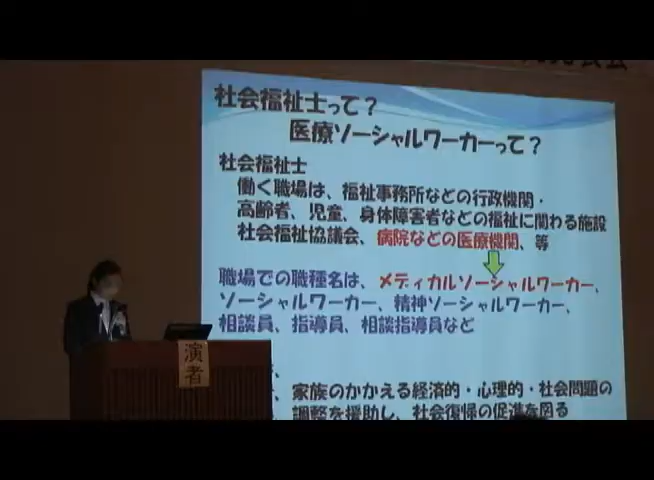 社会福祉士って？
医療ソーシャルワーカーって？
社会福祉士
働く職場は、福祉事務所などの行政機関・
高齢者、児童、身体障害者などの福祉に関わる施設
社会福祉協議会、病院などの医療機関、等
職場での職種名は、メディカルソーシャルワーカー、
ソーシャルワーカー、精神ソーシャルワーカー、
相談員、指導員、相談指導員など
、家族のかかえる経済的・心理的・社会問題の
調整を援助し、社会復帰の促進を図る
演者